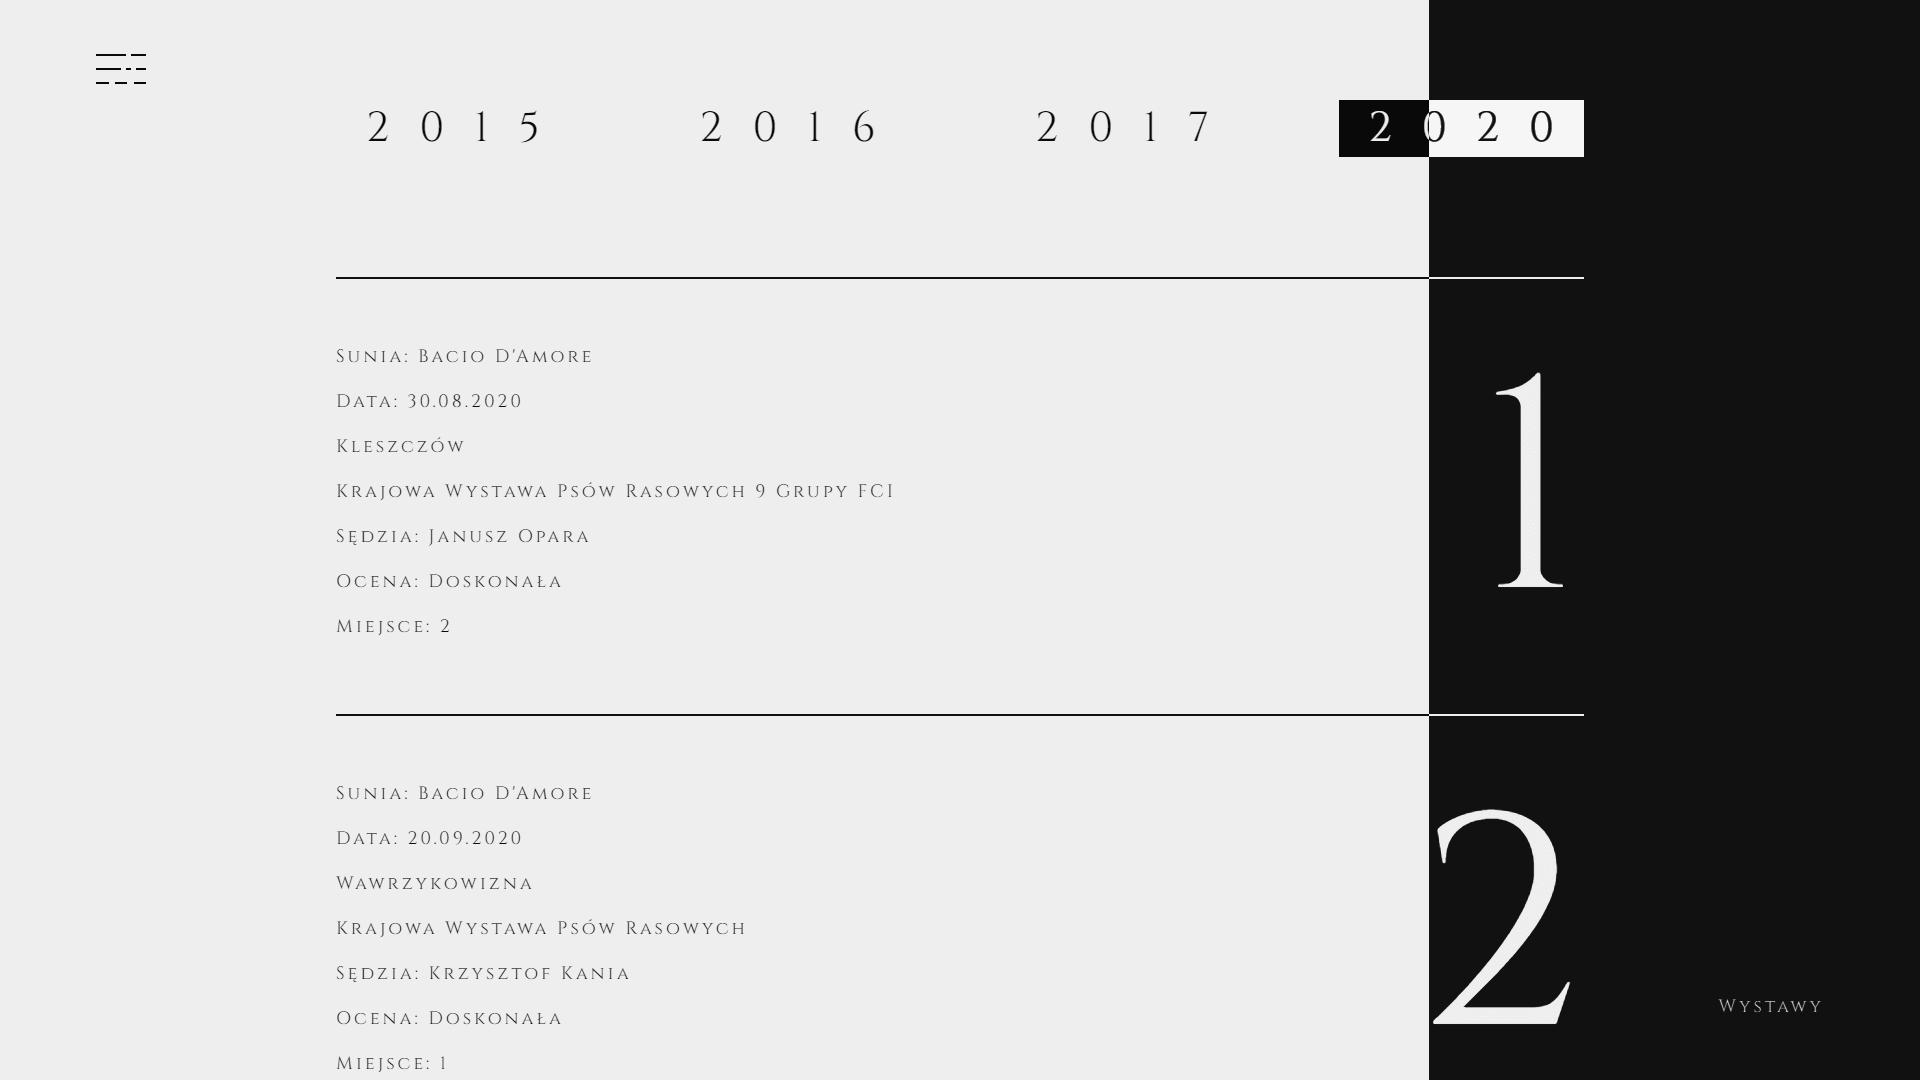 2015 2016 2017 2020
Sunia: Bacio D'Amore
Data: 30.08.2020
Kleszczów
Krajowa Wystawa Psów Rasowych 9 Grupy FCI
Sędzia: Janusz Opara
Ocena: Doskonała
Miejsce: 2
1
Sunia: Bacio D'Amore
Data: 20.09.2020
Wawrzykowizna
Krajowa Wystawa Psów Rasowych
Sędzia: Krzysztof Kania
Ocena: Doskonała
Miejsce: 1
2
Wystawy